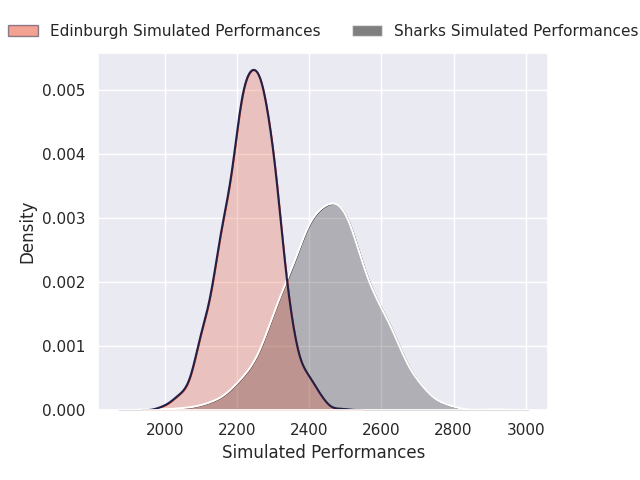 Edinburgh Simulated Performances Sharks Simulated Performances
0.005
0.004
0.003
0.002
0.001
0.000
Density
2000 2200 2400 2600 2800 3000
Simulated Performances